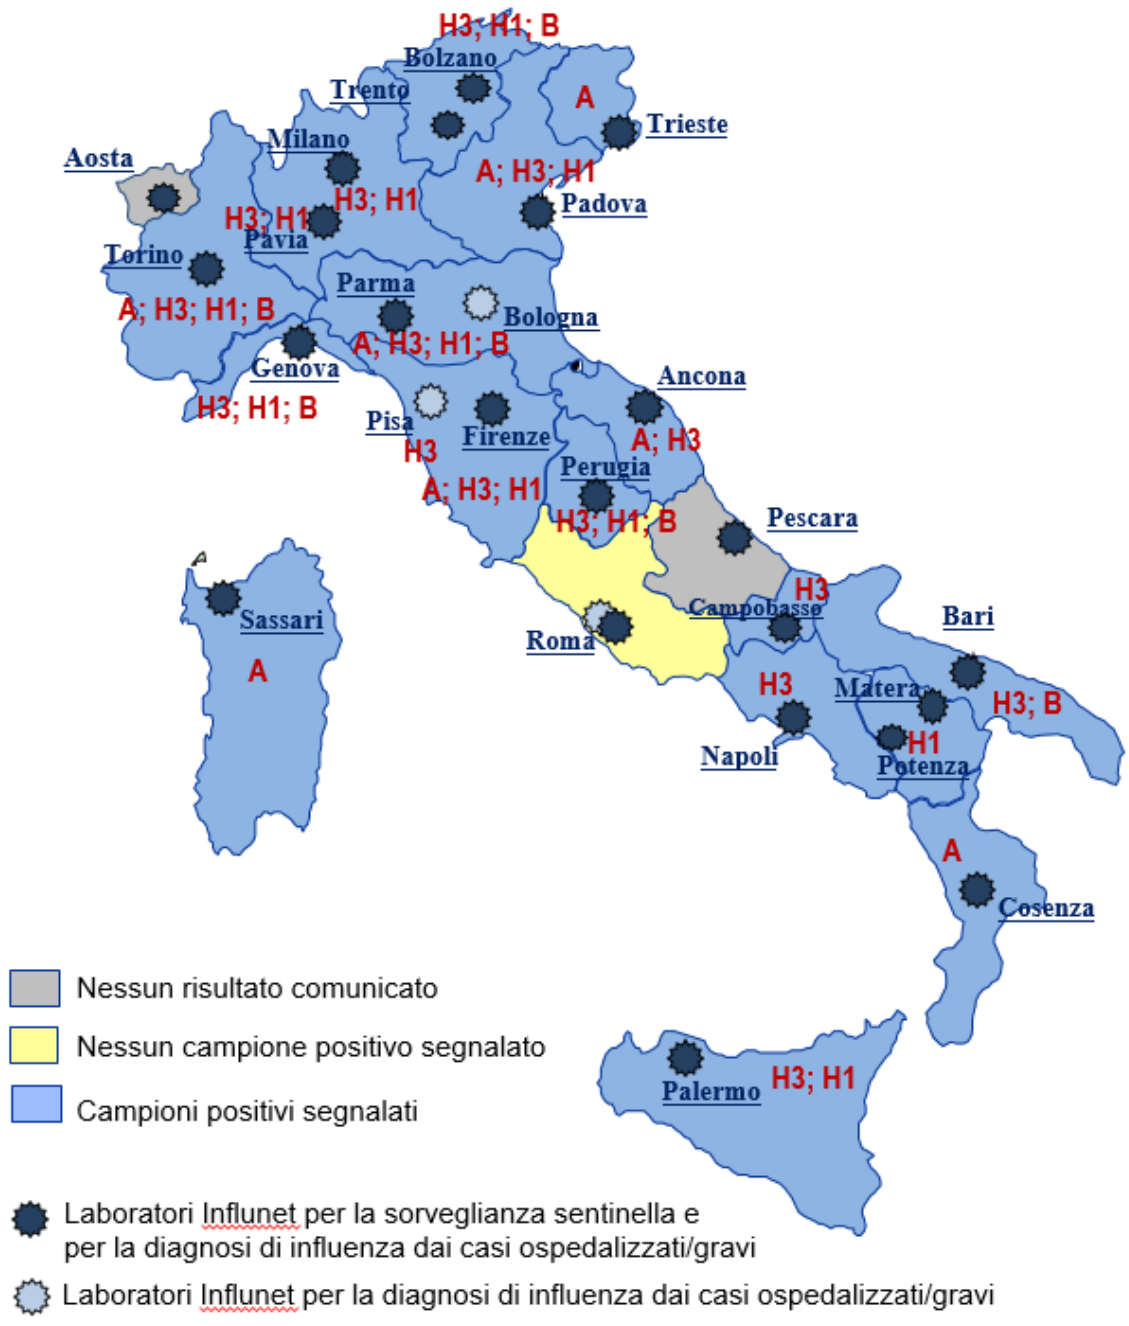 H3; H1; B
Bolzano
Trento
A
Trieste
Milano
Aosta
A; H3; H1
H3; H1
Padova
H3; H1
Pavia
Torino
Parma
A; H3; H1; B
Bologna
A; H3; H1; B
Genova
Ancona
H3; H1; B
Pisa
Firenze
A; H3
H3
Perugia
A; H3; H1
H3; H1; B
Pescara
H3
Campobasso
Sassari
Roma
Bari
A
H3
Matera
H3; B
H1
Napoli
Potenza
A
Cosenza
Nessun risultato comunicato
Nessun campione positivo segnalato
Campioni positivi segnalati
H3; H1
Palermo
Laboratori Influnet per la sorveglianza sentinella e
per la diagnosi di influenza dai casi ospedalizzati/gravi
Laboratori Influnet per la diagnosi di influenza dai casi ospedalizzati/gravi